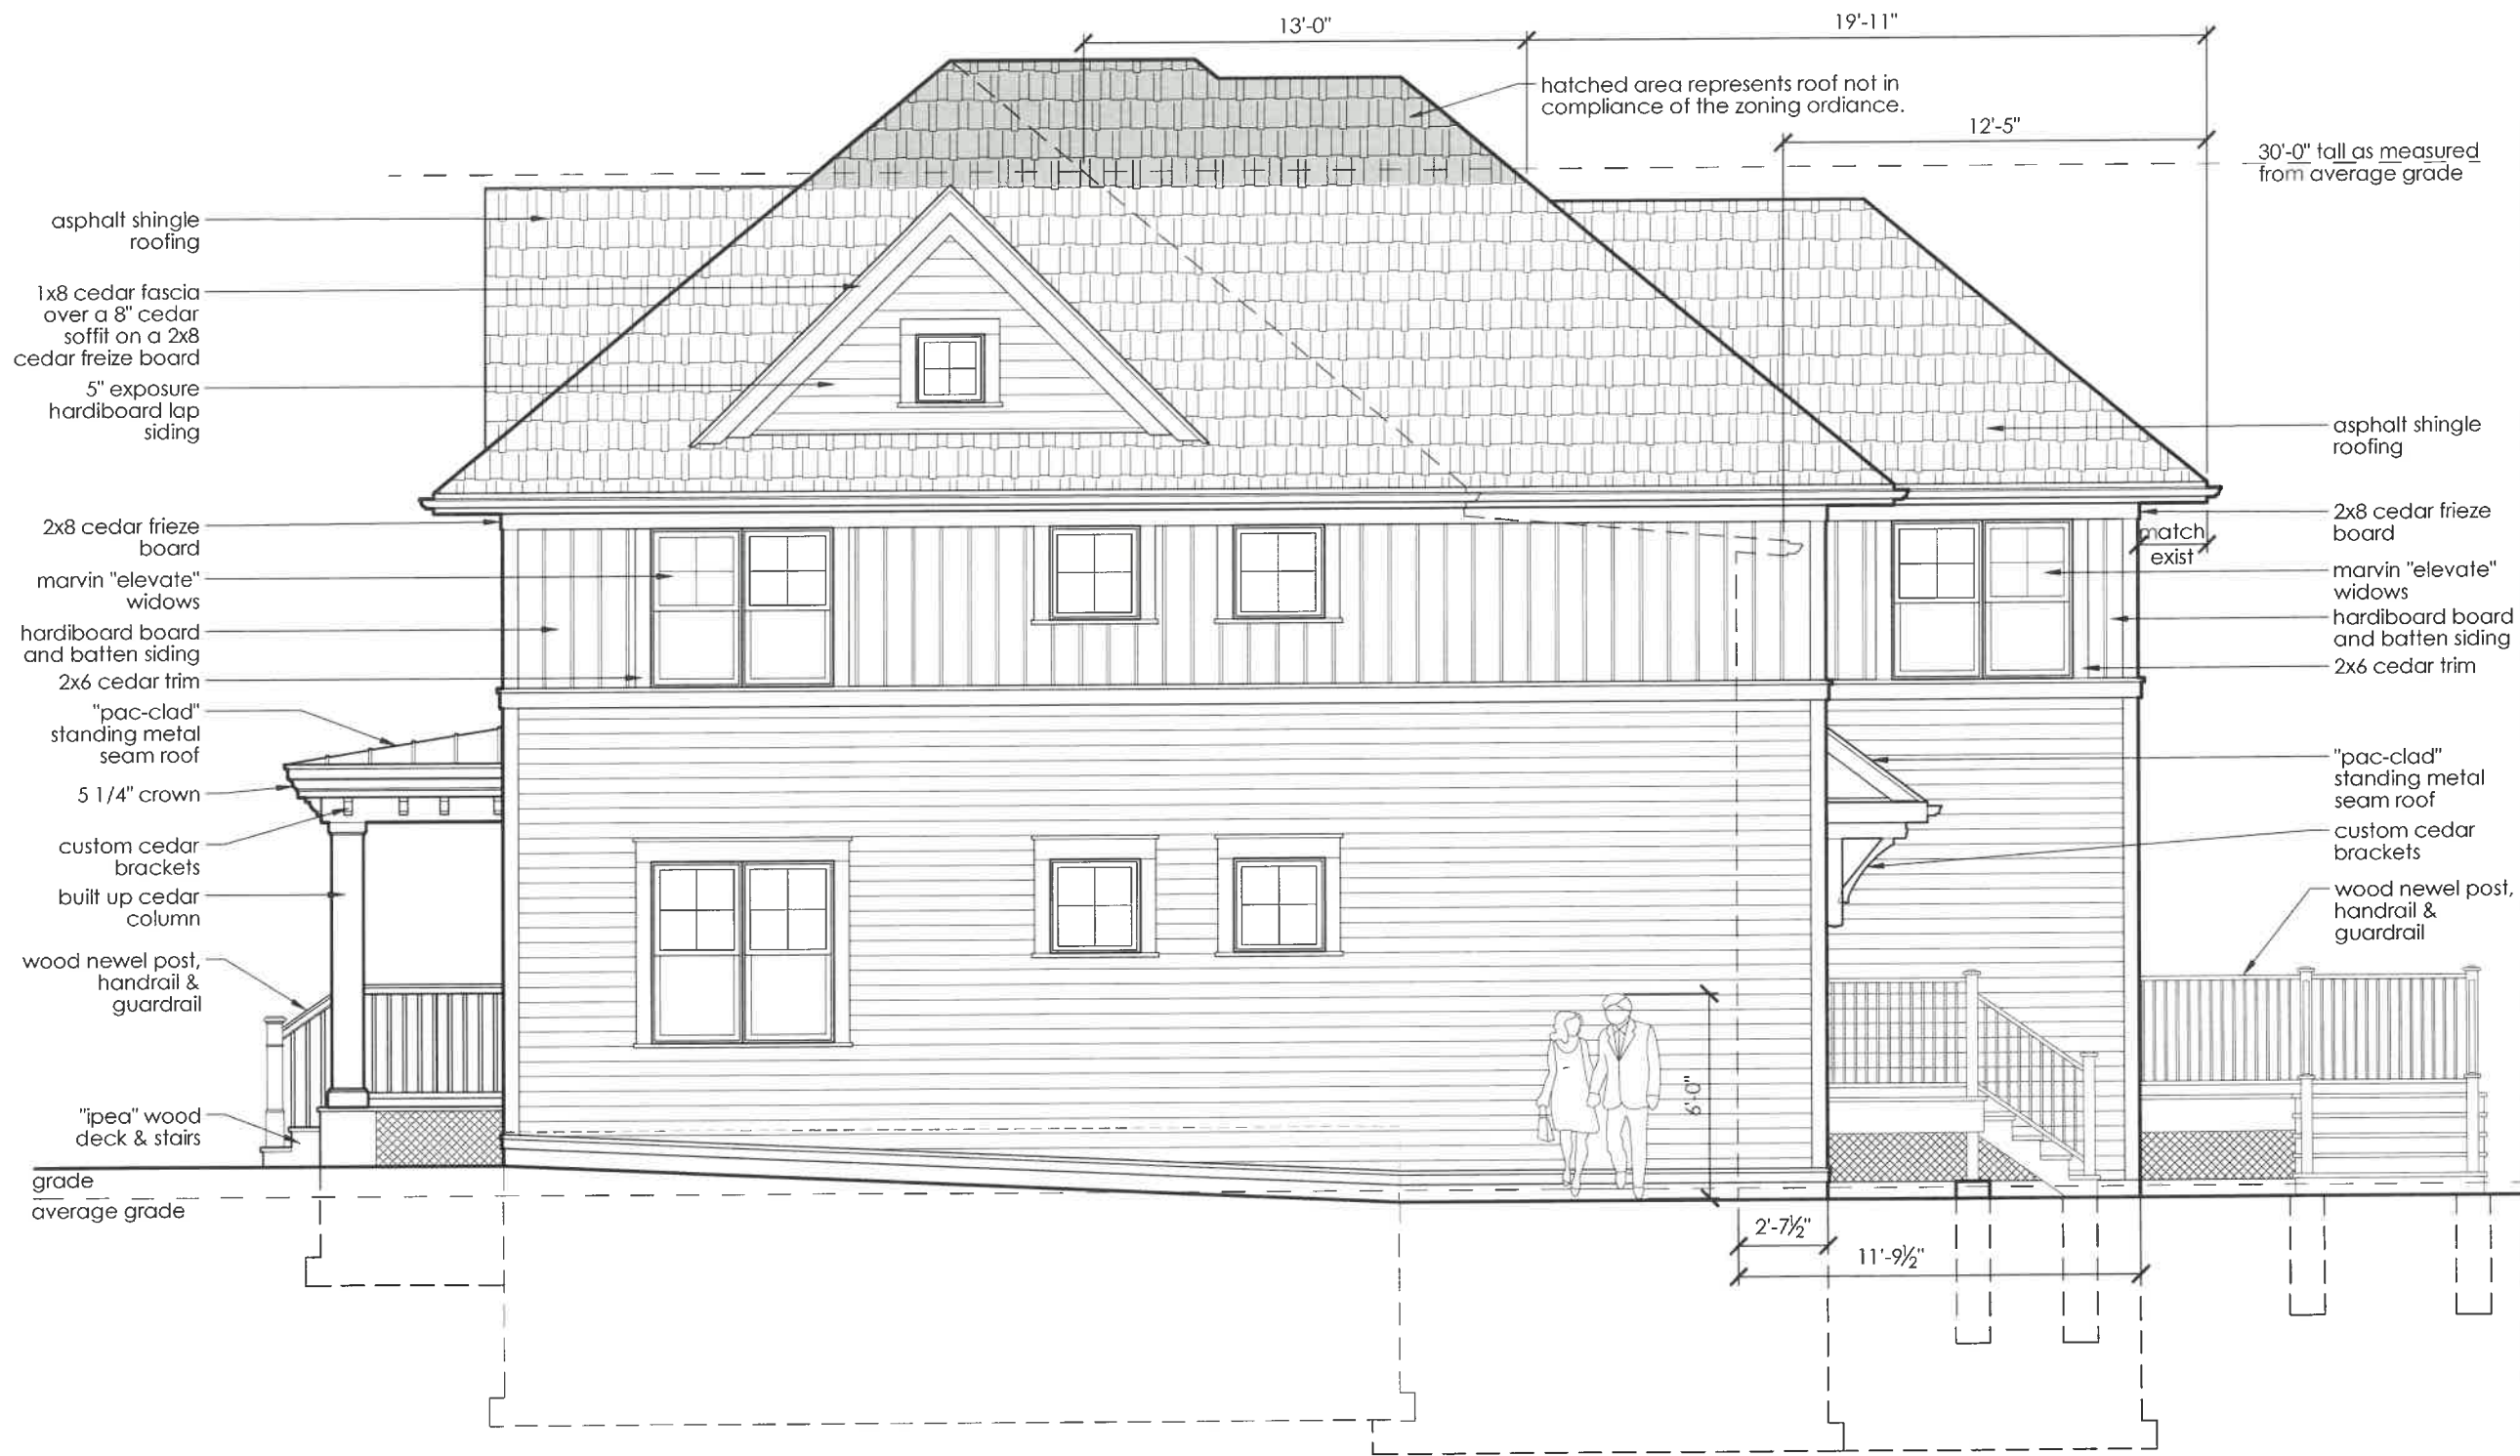 13'-0"
19'-11"
hatched area represents roof not in
compliance of the zoning ordiance.
12'-5"
30'-0" tall as measured
from average grade
asphalt shingle
roofing
1x8 cedar fascia
over a 8" cedar
soffit on a 2x8
cedar freize board
5" exposure
hardiboard lap
siding
2x8 cedar frieze
board
marvin "elevate"
widows
hardiboard board
and batten siding
2x6 cedar trim
"pac-clad"
standing metal
seam roof
5 1/4" crown
custom cedar
brackets
built up cedar
column
wood newel post,
handrail &
guardrail
"ipea" wood
deck & stairs
grade
average grade
asphalt shingle
roofing
2x8 cedar frieze
board
match
exist
marvin "elevate"
widows
hardiboard board
and batten siding
2x6 cedar trim
"pac-clad"
standing metal
seam roof
custom cedar
brackets
wood newel post,
handrail &
guardrail
6'-0"
2'-7½"
11'-9½"